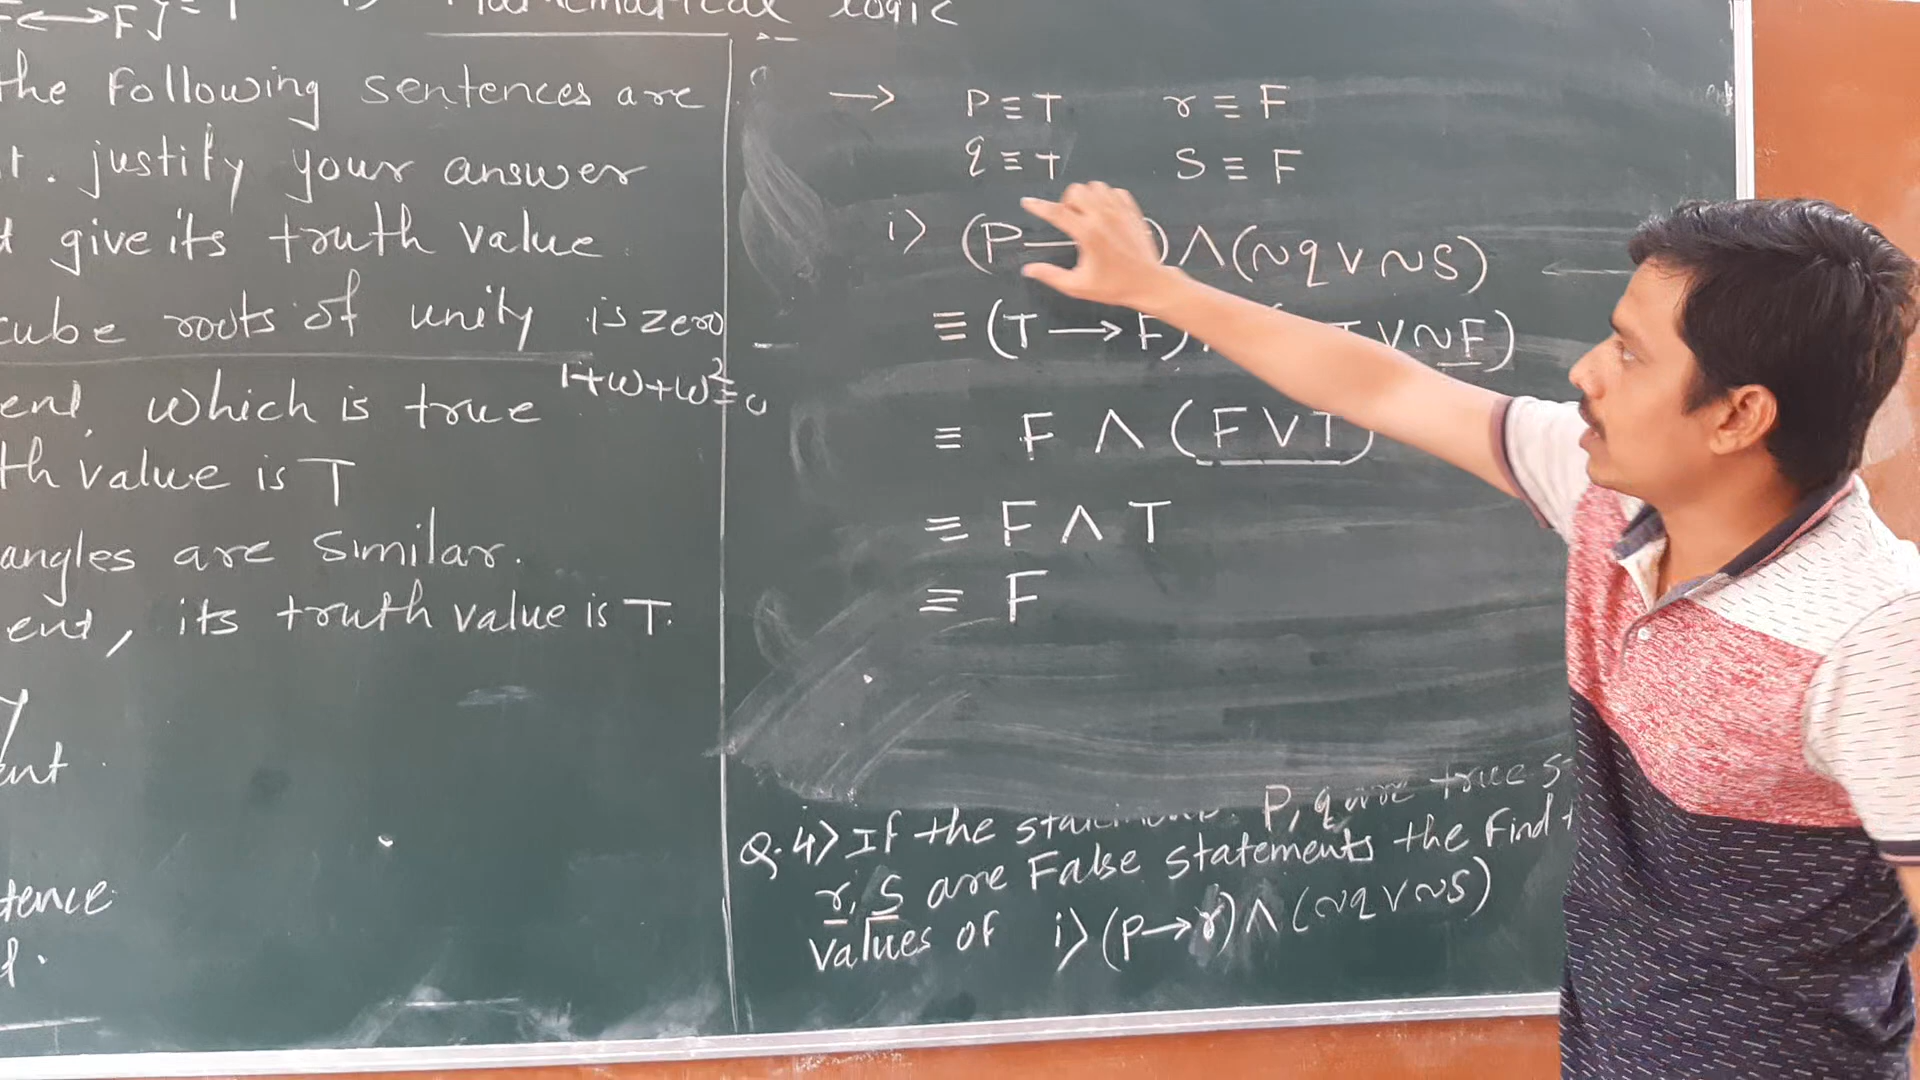 ←→F}≡T Mathematical logic
the following sentences are
t. justify your answer
give its truth value
cube roots of unity is zero
1+ω+ω²=0
ent, which is true
th value is T
angles are Similar.
ent, its truth value is T.
y
ent.
tence
d.
→ P≡T r≡F
q≡T S≡F
i) (P— )∧(~q∨~S)
≡(T→F) ∨~F)
≡ F∧(F∨T)
≡ F∧T
≡ F
Q.4) If the P, q are true s
r, S are False statements the Find t
values of i) (P→r)∧(~q∨~S)